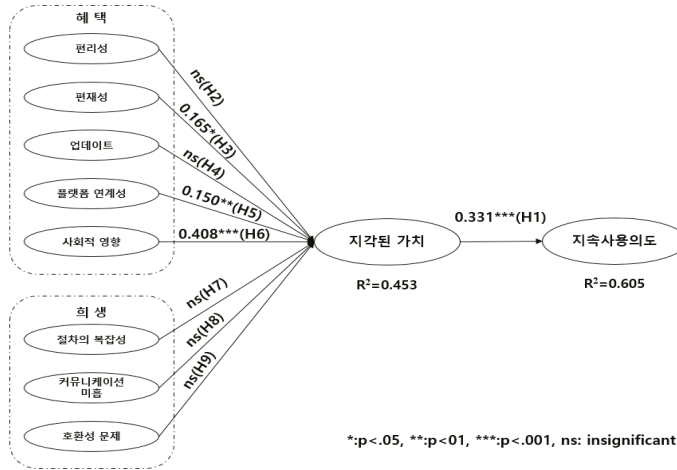 혜 택
편리성
편재성
업데이트
플랫폼 연계성
사회적 영향
ns(H2)
0.165*(H3)
ns(H4)
0.150**(H5)
0.408***(H6)
지각된 가치
R²=0.453
0.331***(H1)
지속사용의도
R²=0.605
희 생
절차의 복잡성
커뮤니케이션
미흡
호환성 문제
ns(H7)
ns(H8)
ns(H9)
*:p<.05, **:p<01, ***:p<.001, ns: insignificant